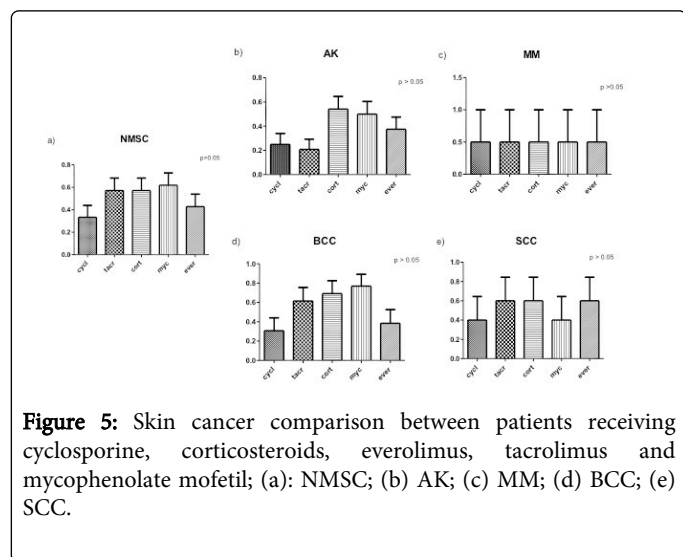 a)
NMSC
p>0.05
0.8
0.6
0.4
0.2
0.0
cycl
tacr
cort
myc
ever
b)
AK
p > 0.05
0.8
0.6
0.4
0.2
0.0
cycl
tacr
cort
myc
ever
c)
MM
p >0.05
1.5
1.0
0.5
0.0
cycl
tacr
cort
myc
ever
d)
BCC
p > 0.05
1.0
0.8
0.6
0.4
0.2
0.0
cycl
tacr
cort
myc
ever
e)
SCC
p > 0.05
1.0
0.8
0.6
0.4
0.2
0.0
cycl
tacr
cort
myc
ever
Figure 5: Skin cancer comparison between patients receiving
cyclosporine, corticosteroids, everolimus, tacrolimus and
mycophenolate mofetil; (a): NMSC; (b) AK; (c) MM; (d) BCC; (e)
SCC.